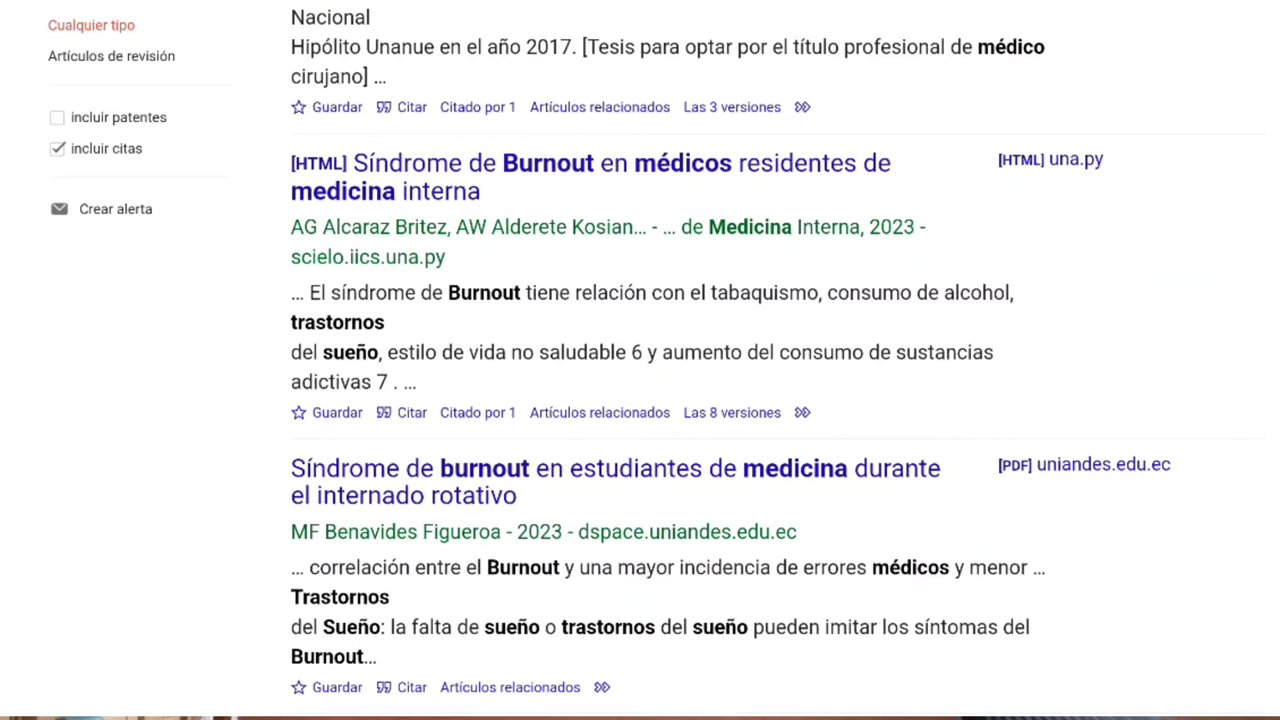 Cualquier tipo
Artículos de revisión
incluir patentes
incluir citas
Crear alerta
Nacional
Hipólito Unanue en el año 2017. [Tesis para optar por el título profesional de médico
cirujano] ...
Guardar Citar Citado por 1 Artículos relacionados Las 3 versiones
[HTML] Síndrome de Burnout en médicos residentes de
medicina interna
[HTML] una.py
AG Alcaraz Britez, AW Alderete Kosian... - ... de Medicina Interna, 2023 -
scielo.iics.una.py
... El síndrome de Burnout tiene relación con el tabaquismo, consumo de alcohol,
trastornos
del sueño, estilo de vida no saludable 6 y aumento del consumo de sustancias
adictivas 7 . ...
Guardar Citar Citado por 1 Artículos relacionados Las 8 versiones
Síndrome de burnout en estudiantes de medicina durante
el internado rotativo
[PDF] uniandes.edu.ec
MF Benavides Figueroa - 2023 - dspace.uniandes.edu.ec
... correlación entre el Burnout y una mayor incidencia de errores médicos y menor ...
Trastornos
del Sueño: la falta de sueño o trastornos del sueño pueden imitar los síntomas del
Burnout...
Guardar Citar Artículos relacionados